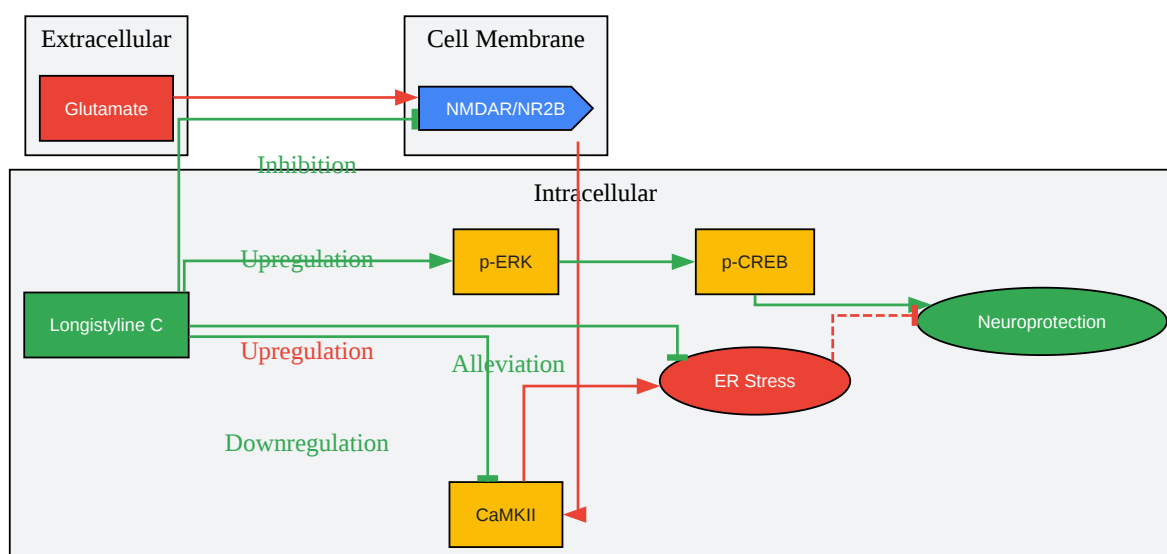 Extracellular
Cell Membrane
Glutamate
NMDAR/NR2B
Inhibition
Intracellular
Upregulation
p-ERK
p-CREB
Longistyline C
Neuroprotection
Upregulation
Alleviation
ER Stress
Downregulation
CaMKII